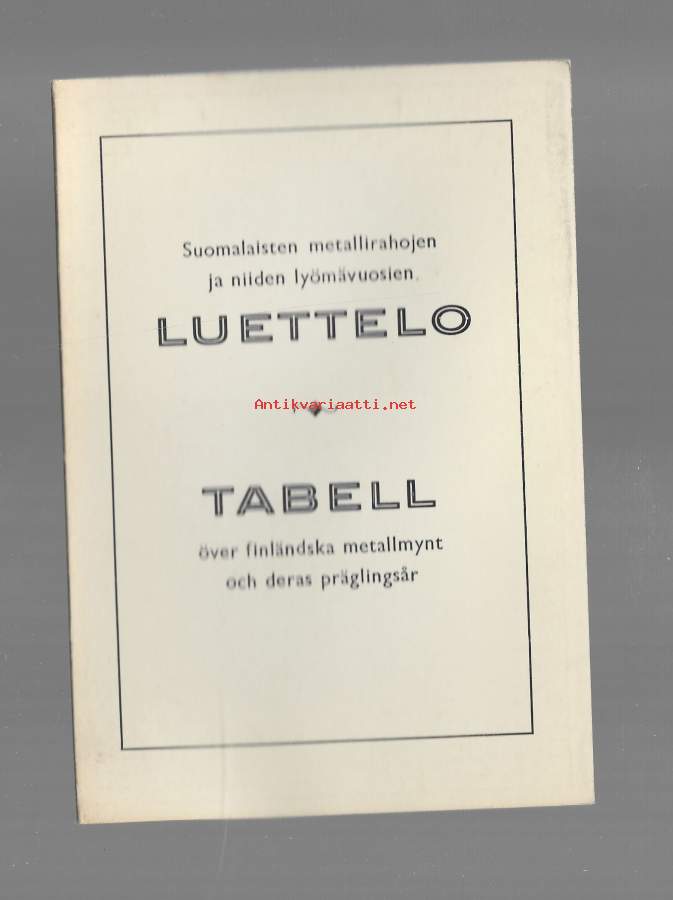 Suomalaisten metallirahojen
ja niiden lyömävuosien
LUETTELO
Antikvariaatti.net
TABELL
över finländska metallmynt
och deras präglingsår